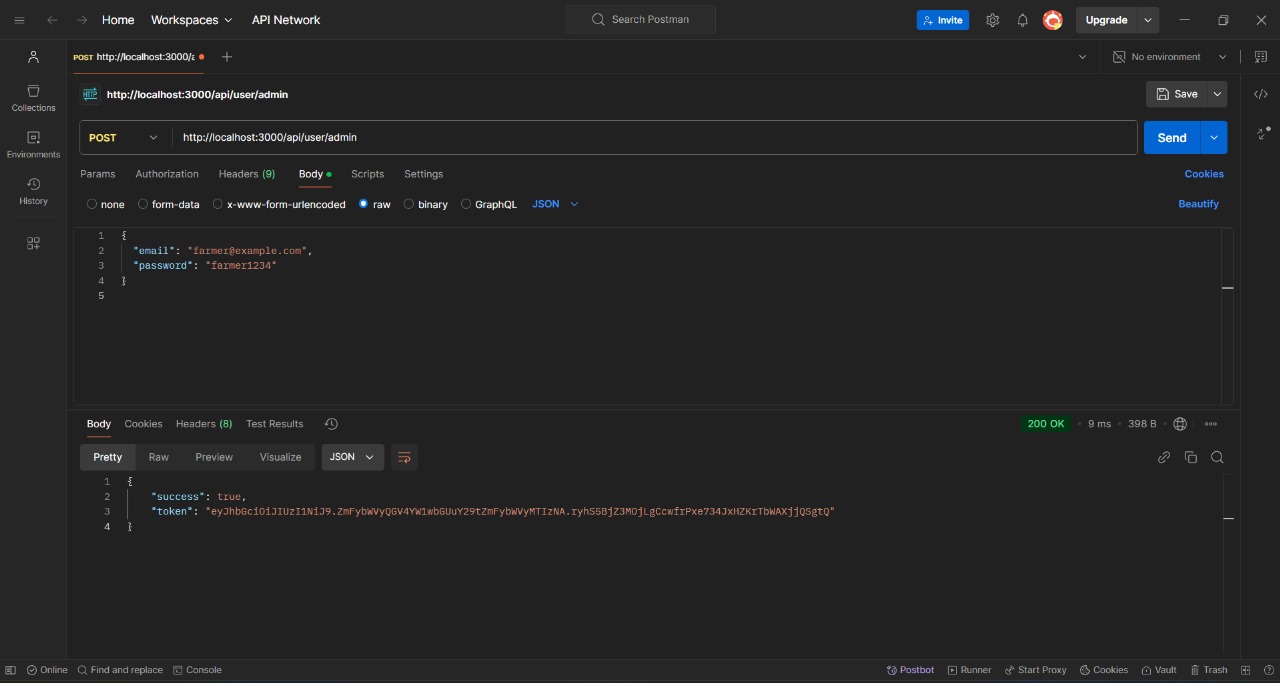 Home Workspaces API Network Search Postman Invite Upgrade
POST http://localhost:3000/a No environment
HTTP http://localhost:3000/api/user/admin Save
Collections
Environments
History
POST http://localhost:3000/api/user/admin Send
Params Authorization Headers (9) Body Scripts Settings Cookies
none form-data x-www-form-urlencoded raw binary GraphQL JSON Beautify
1 {
2 "email": "farmer@example.com",
3 "password": "farmer1234"
4 }
5
Body Cookies Headers (8) Test Results 200 OK 9 ms 398 B
Pretty Raw Preview Visualize JSON
1 {
2 "success": true,
3 "token": "eyJhbGciOiJIUzI1NiJ9.ZmFybWVyQGV4YW1wbGUuY29tZmFybWVyMTIzNA.ryhS5BjZ3MOjLgCcwfrPxe734JxHZKrTbWAXjjQSgtQ"
4 }
Online Find and replace Console Postbot Runner Start Proxy Cookies Vault Trash